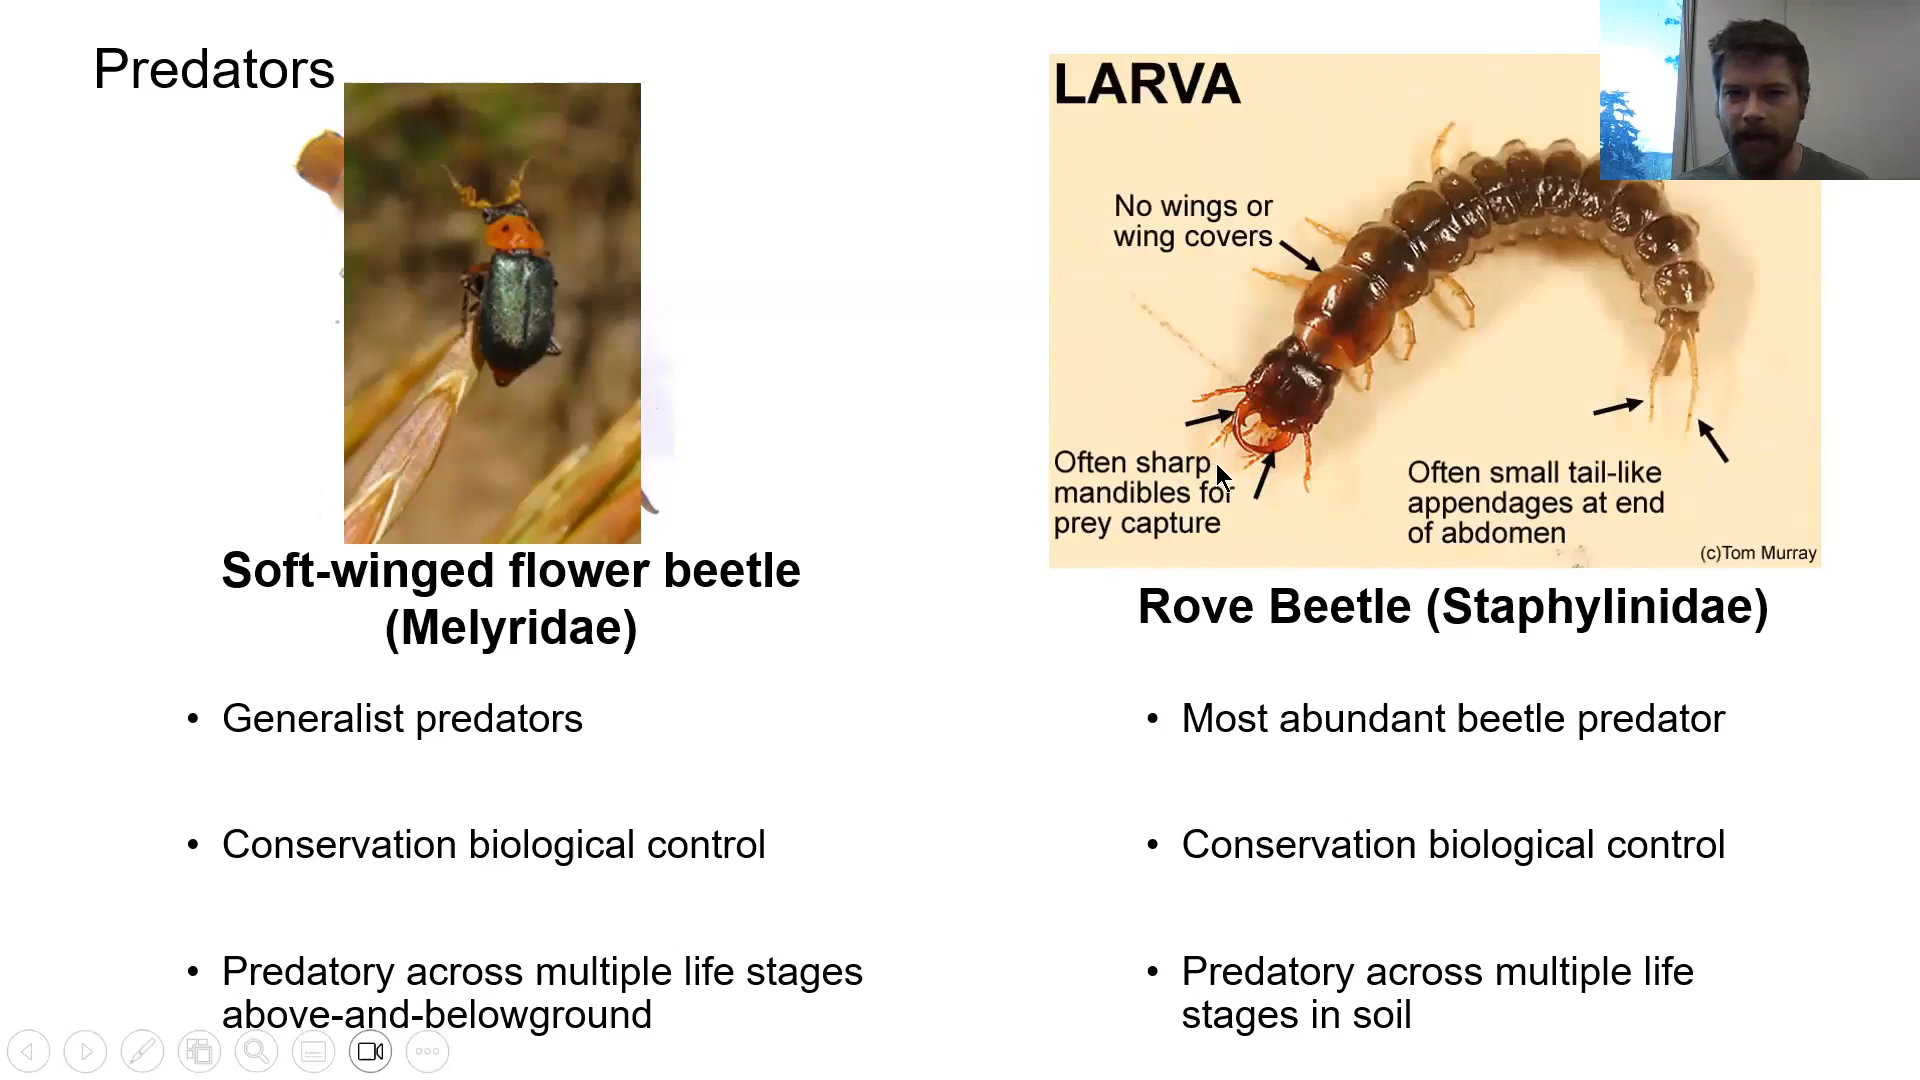 Predators
LARVA
No wings or
wing covers
Often sharp
mandibles for
prey capture
Often small tail-like
appendages at end
of abdomen
(c)Tom Murray
Soft-winged flower beetle
(Melyridae)
• Generalist predators
• Conservation biological control
• Predatory across multiple life stages
above-and-belowground
Rove Beetle (Staphylinidae)
• Most abundant beetle predator
• Conservation biological control
• Predatory across multiple life
stages in soil